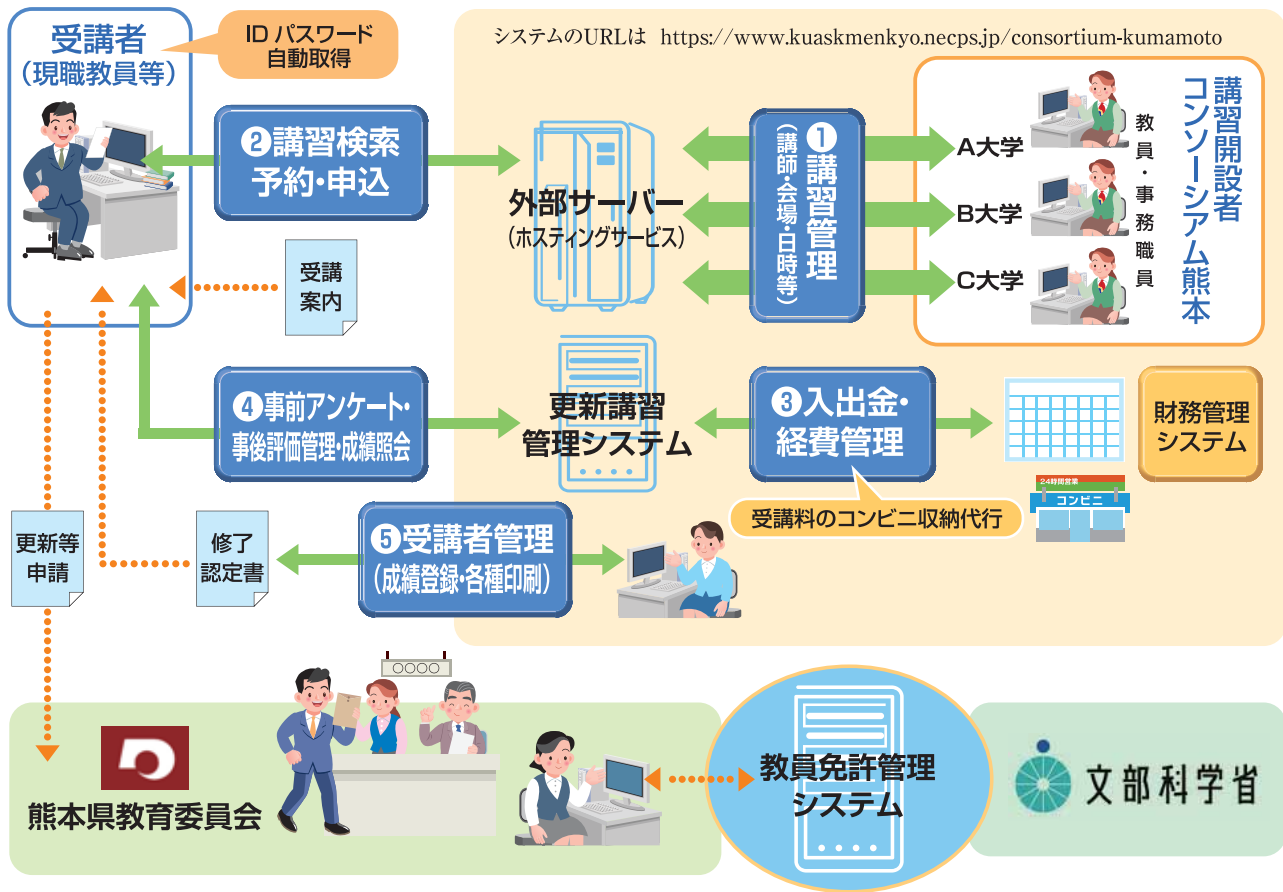 受講者
（現職教員等）
ID パスワード
自動取得
システムのURLは https://www.kuaskmenkyo.necps.jp/consortium-kumamoto
❷講習検索
予約・申込
外部サーバー
（ホスティングサービス）
❶講習管理
（講師・会場・日時等）
A大学
B大学
C大学
教員・事務職員
講習開設者
コンソーシアム熊本
受講
案内
❹事前アンケート・
事後評価管理・成績照会
更新講習
管理システム
❸入出金・
経費管理
財務管理
システム
受講料のコンビニ収納代行
24時間営業
コンビニ
更新等
申請
修了
認定書
❺受講者管理
（成績登録・各種印刷）
○○○○
熊本県教育委員会
教員免許管理
システム
文部科学省